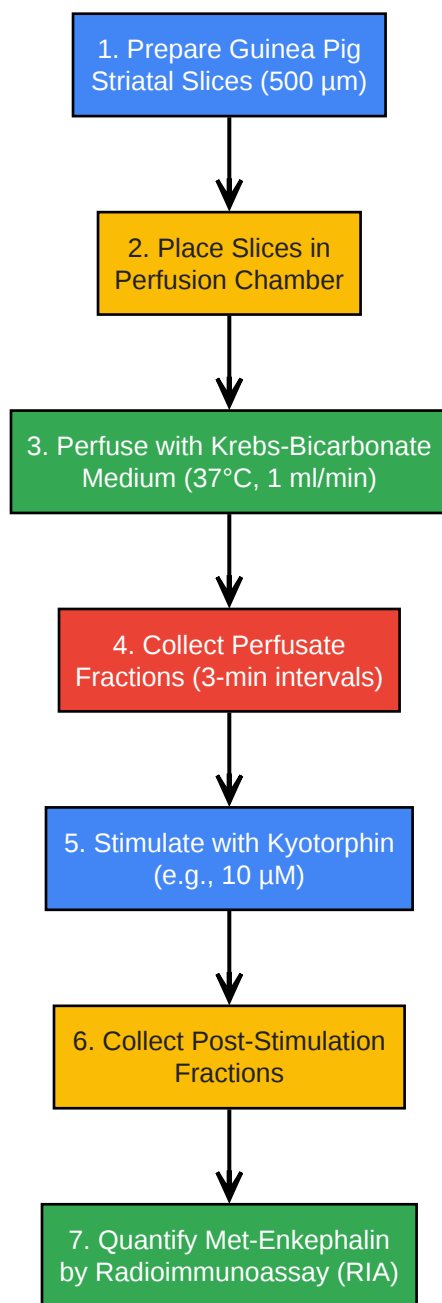 1. Prepare Guinea Pig
Striatal Slices (500 µm)
2. Place Slices in
Perfusion Chamber
3. Perfuse with Krebs-Bicarbonate
Medium (37°C, 1 ml/min)
4. Collect Perfusate
Fractions (3-min intervals)
5. Stimulate with Kyotorphin
(e.g., 10 µM)
6. Collect Post-Stimulation
Fractions
7. Quantify Met-Enkephalin
by Radioimmunoassay (RIA)